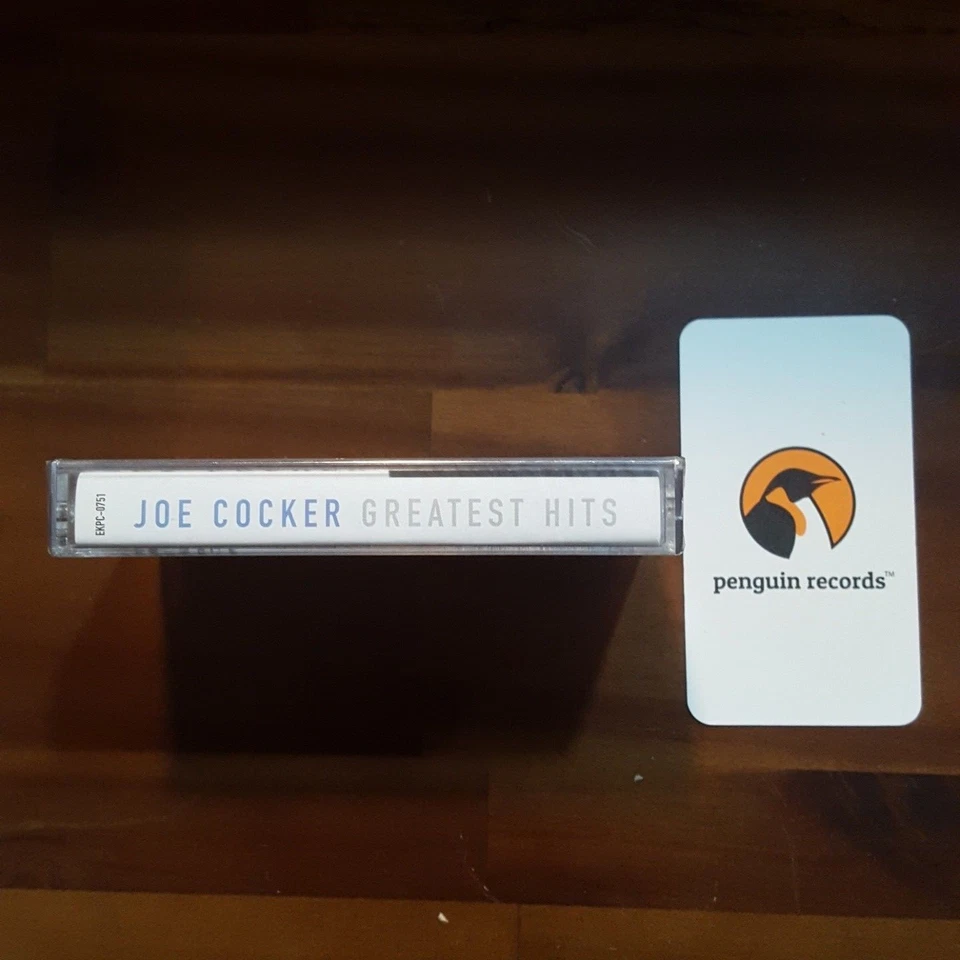 EKPC-0751
JOE COCKER GREATEST HITS
penguin records™